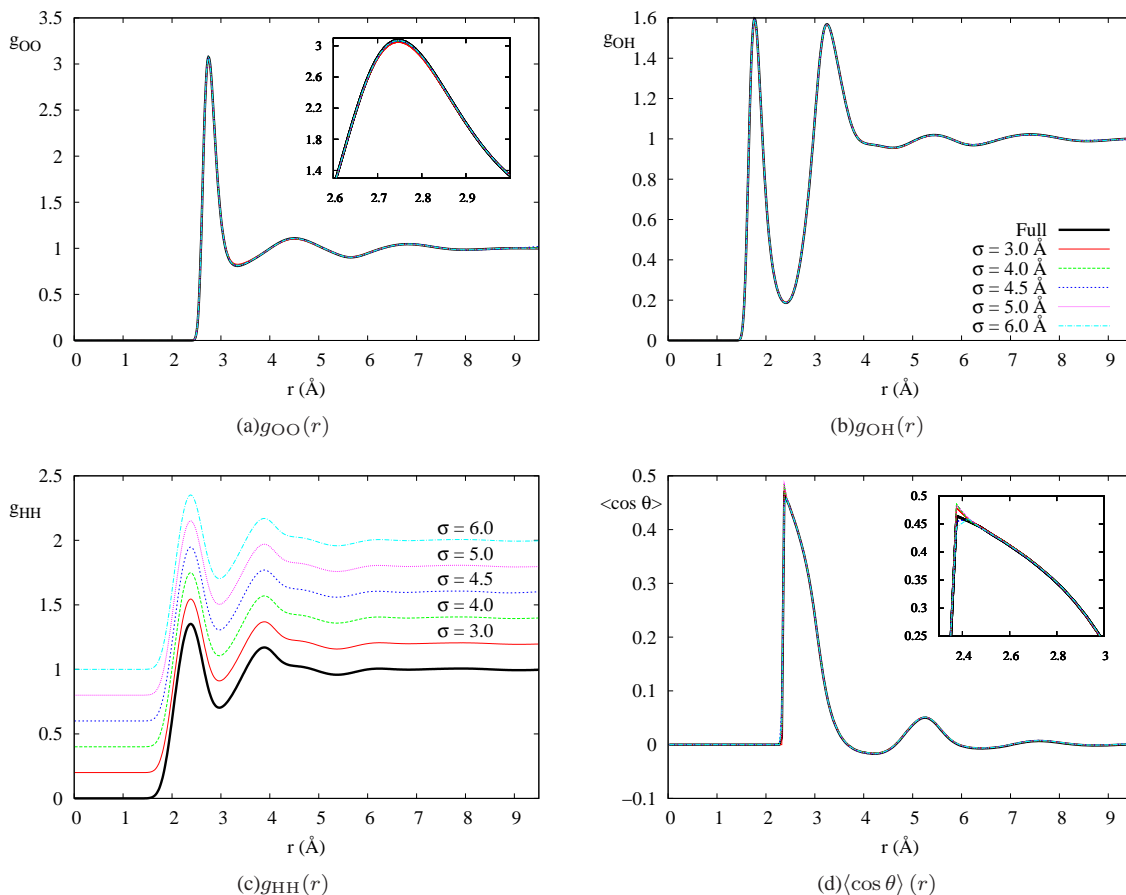 g_OO
3.5
3
2.5
2
1.5
1
0.5
0
3.0
2.6
2.2
1.8
1.4
2.6 2.7 2.8 2.9
0 1 2 3 4 5 6 7 8 9
r (Å)
(a)g_OO(r)
g_OH
1.6
1.4
1.2
1
0.8
0.6
0.4
0.2
0
Full
σ = 3.0 Å
σ = 4.0 Å
σ = 4.5 Å
σ = 5.0 Å
σ = 6.0 Å
0 1 2 3 4 5 6 7 8 9
r (Å)
(b)g_OH(r)
g_HH
2.5
2
1.5
1
0.5
0
σ = 6.0
σ = 5.0
σ = 4.5
σ = 4.0
σ = 3.0
0 1 2 3 4 5 6 7 8 9
r (Å)
(c)g_HH(r)
<cos θ>
0.5
0.4
0.3
0.2
0.1
0
−0.1
0.5
0.45
0.4
0.35
0.3
0.25
2.4 2.6 2.8 3
0 1 2 3 4 5 6 7 8 9
r (Å)
(d)⟨cos θ⟩ (r)